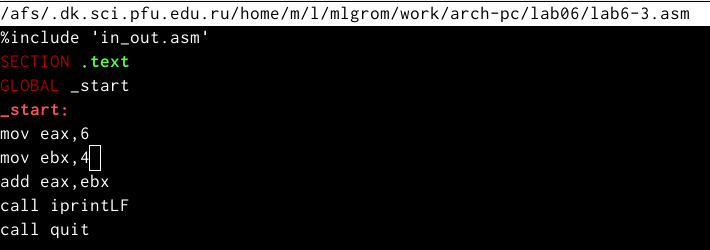 /afs/.dk.sci.pfu.edu.ru/home/m/l/mlgrom/work/arch-pc/lab06/lab6-3.asm
%include 'in_out.asm'
SECTION .text
GLOBAL _start
_start:
mov eax,6
mov ebx,4
add eax,ebx
call iprintLF
call quit